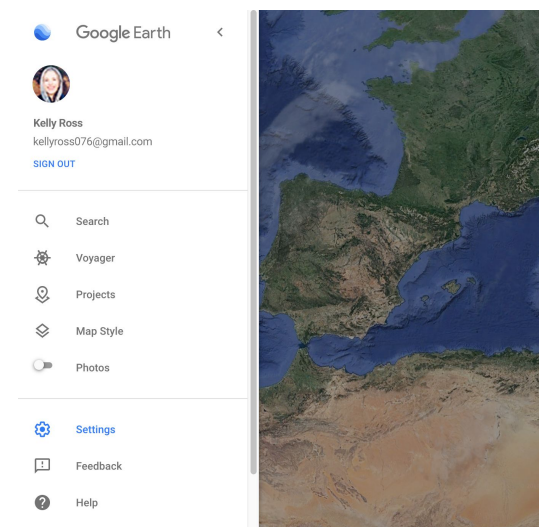 Google Earth
Kelly Ross
kellyross076@gmail.com
SIGN OUT
Search
Voyager
Projects
Map Style
Photos
Settings
Feedback
Help